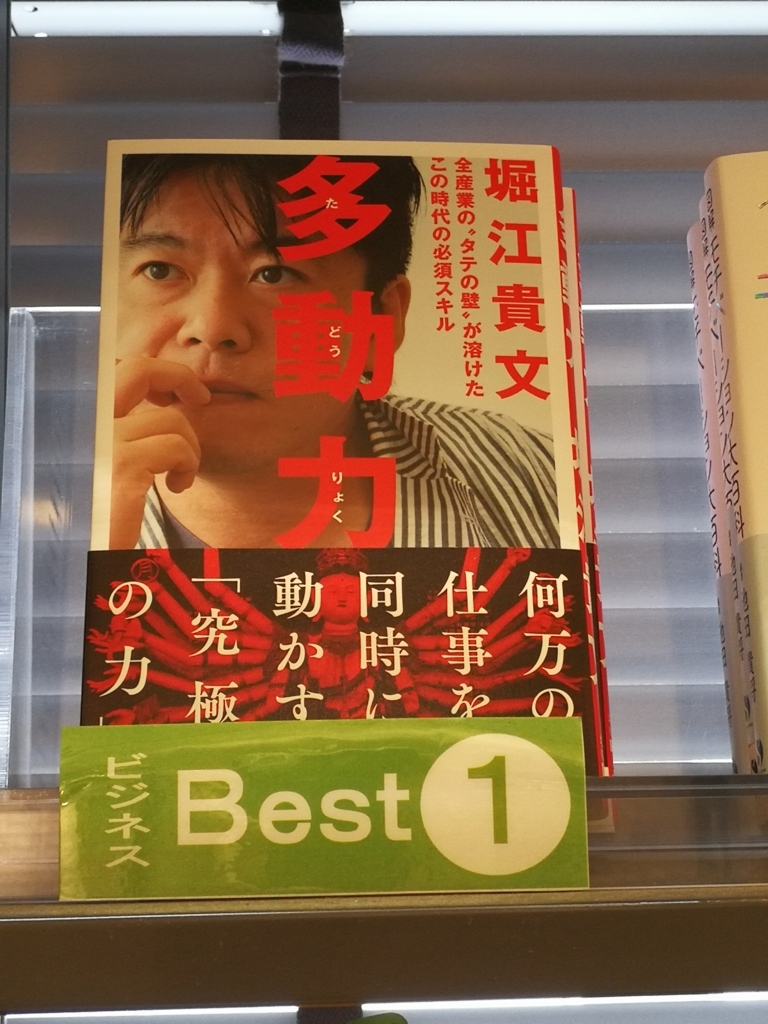 堀江貴文
全産業の“タテの壁”が溶けた
この時代の必須スキル
多動力
た
どう
りょく
何万の
仕事を
同時に
動かす
「究極
の力」
ビジネス
Best 1